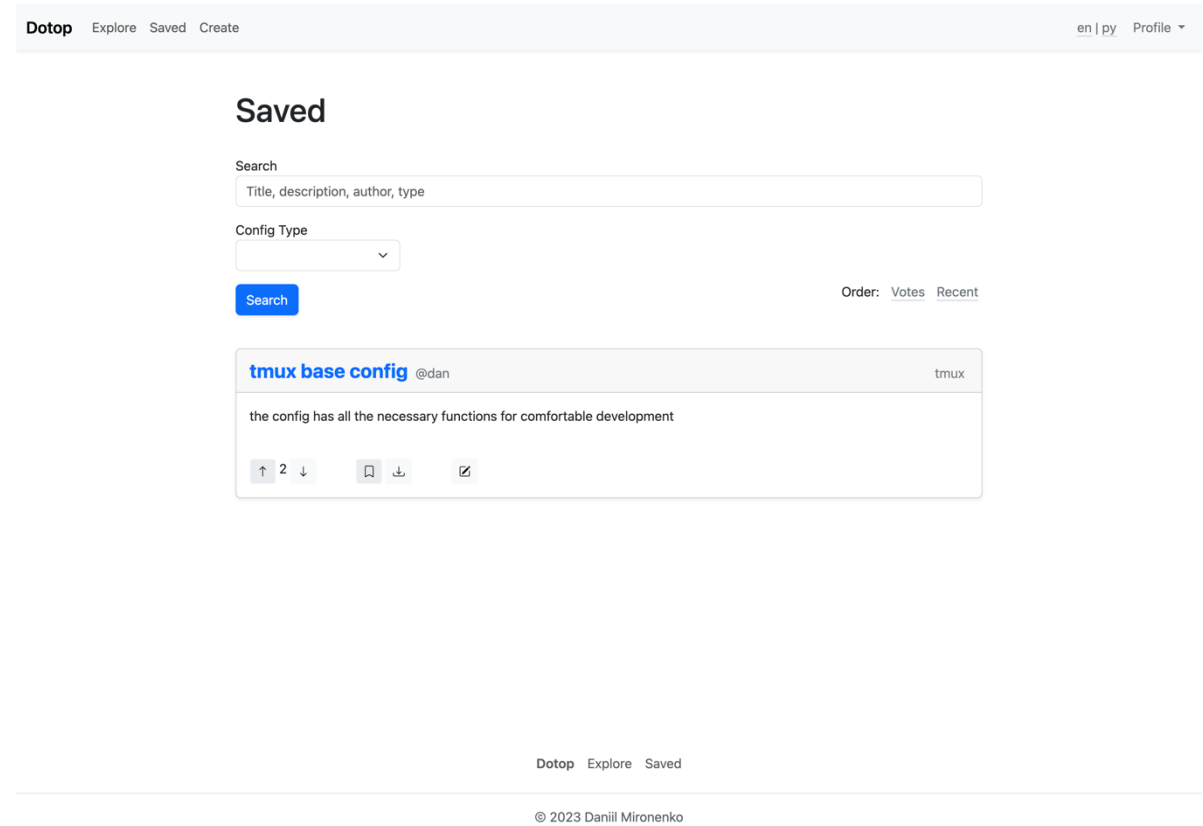 Dotop Explore Saved Create en | ру Profile
Saved
Search
Title, description, author, type
Config Type
Search Order: Votes Recent
tmux base config @dan tmux
the config has all the necessary functions for comfortable development
2
Dotop Explore Saved
© 2023 Daniil Mironenko